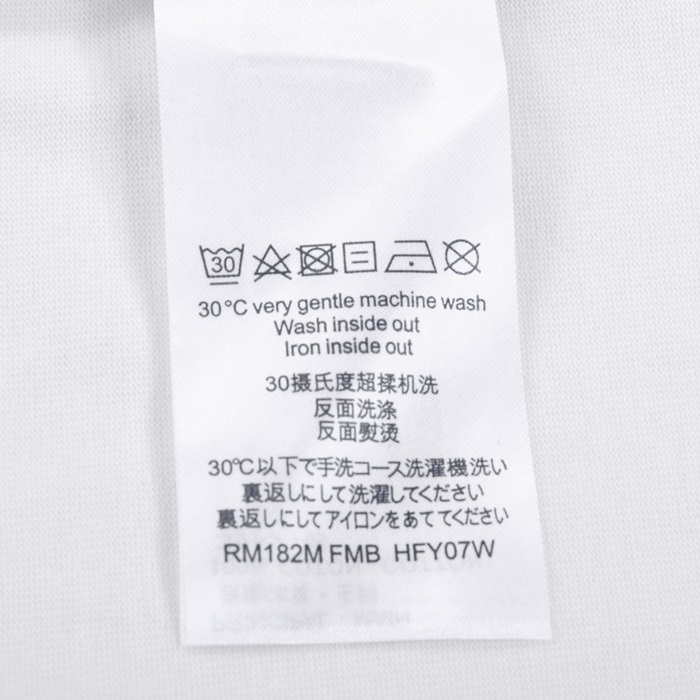 30
30°C very gentle machine wash
Wash inside out
Iron inside out
30摄氏度超揉机洗
反面洗涤
反面熨烫
30℃以下で手洗コース洗濯機洗い
裏返しにして洗濯してください
裏返しにしてアイロンをあててください
RM182M FMB HFY07W